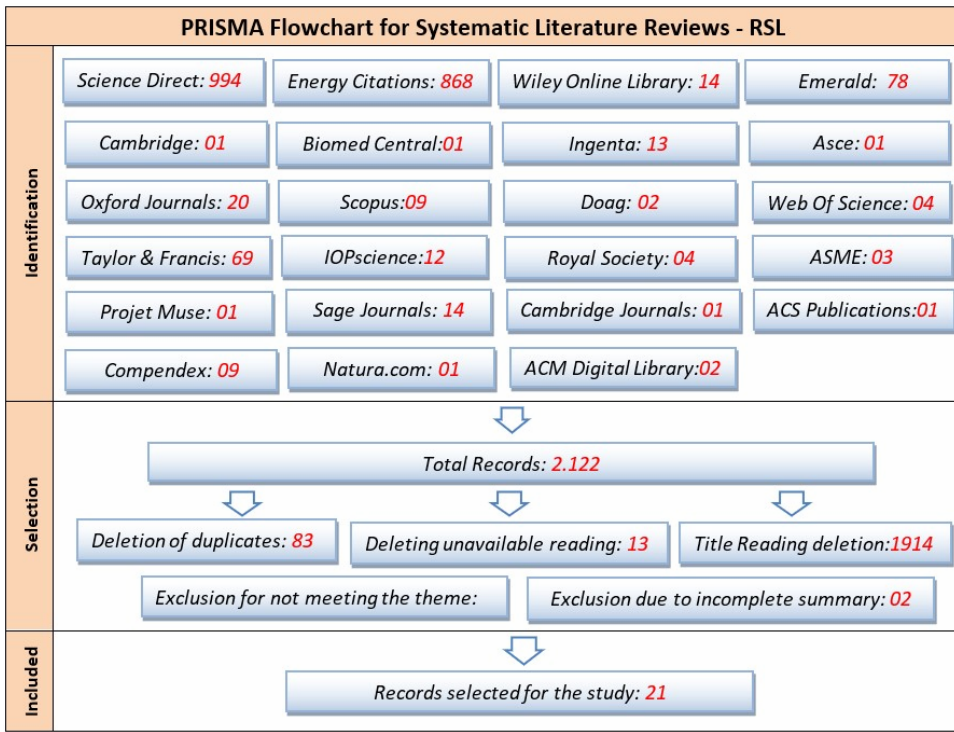 PRISMA Flowchart for Systematic Literature Reviews - RSL
Identification
Science Direct: 994
Energy Citations: 868
Wiley Online Library: 14
Emerald: 78
Cambridge: 01
Biomed Central:01
Ingenta: 13
Asce: 01
Oxford Journals: 20
Scopus:09
Doag: 02
Web Of Science: 04
Taylor & Francis: 69
IOPscience:12
Royal Society: 04
ASME: 03
Projet Muse: 01
Sage Journals: 14
Cambridge Journals: 01
ACS Publications:01
Compendex: 09
Natura.com: 01
ACM Digital Library:02
Selection
Total Records: 2.122
Deletion of duplicates: 83
Deleting unavailable reading: 13
Title Reading deletion:1914
Exclusion for not meeting the theme:
Exclusion due to incomplete summary: 02
Included
Records selected for the study: 21